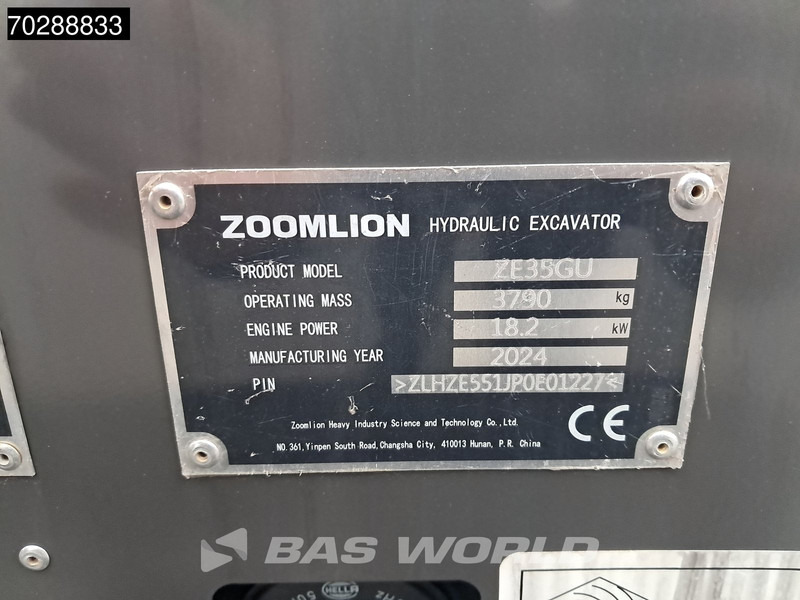 70288833
ZOOMLION HYDRAULIC EXCAVATOR
PRODUCT MODEL ZE35GU
OPERATING MASS 3790 kg
ENGINE POWER 18.2 kW
MANUFACTURING YEAR 2024
PIN >ZLHZE551JP0E01227<
Zoomlion Heavy Industry Science and Technology Co.,Ltd.
NO.361,Yinpen South Road,Changsha City, 410013 Hunan, P.R. China
CE
BAS WORLD
HELLA